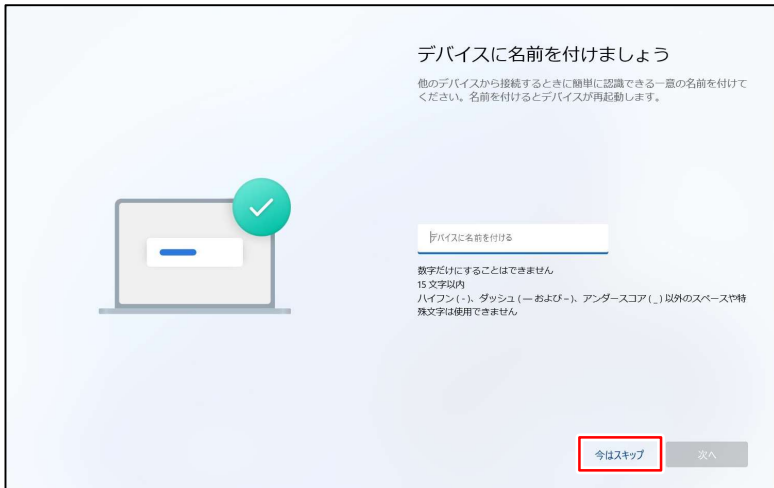 デバイスに名前を付けましょう
他のデバイスから接続するときに簡単に認識できる一意の名前を付けて
ください。名前を付けるとデバイスが再起動します。
デバイスに名前を付ける
数字だけにすることはできません
15 文字以内
ハイフン ( - )、ダッシュ ( — および – )、アンダースコア ( _ ) 以外のスペースや特
殊文字は使用できません
今はスキップ
次へ